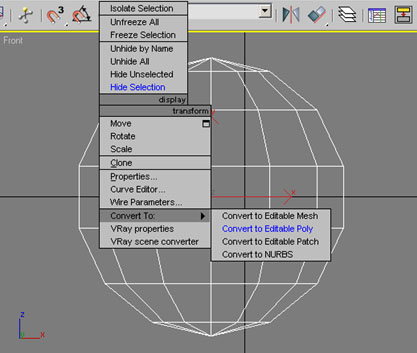 Isolate Selection
Unfreeze All
Freeze Selection
Unhide by Name
Unhide All
Hide Unselected
Hide Selection
display
transform
Move
Rotate
Scale
Clone
Properties...
Curve Editor...
Wire Parameters...
Convert To:
VRay properties
VRay scene converter
Convert to Editable Mesh
Convert to Editable Poly
Convert to Editable Patch
Convert to NURBS
Front
3
x
z
x